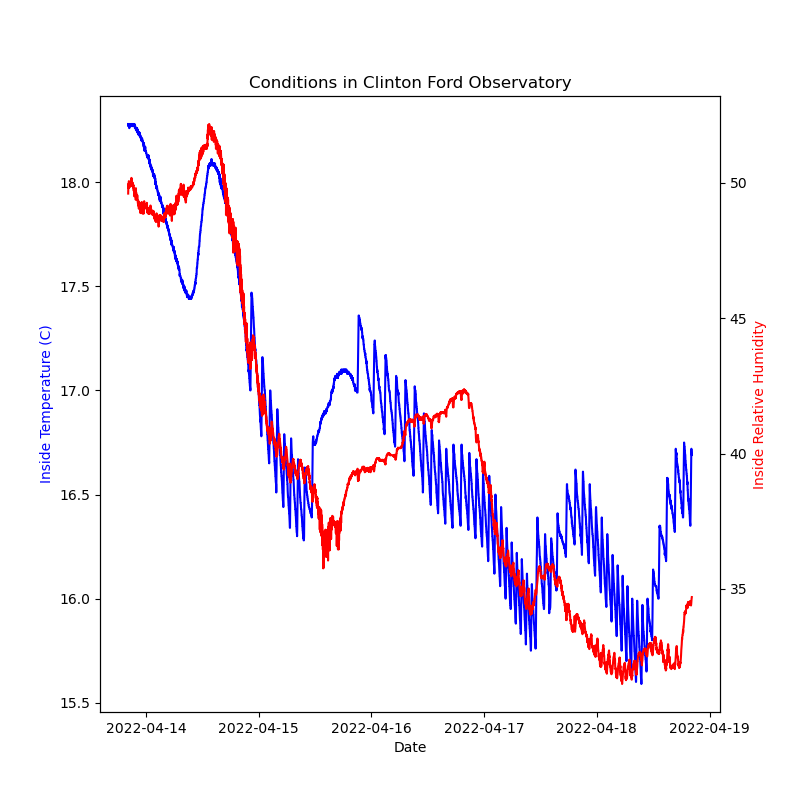 Conditions in Clinton Ford Observatory
Inside Temperature (C)
18.0
17.5
17.0
16.5
16.0
15.5
50
45
40
35
Inside Relative Humidity
2022-04-14 2022-04-15 2022-04-16 2022-04-17 2022-04-18 2022-04-19
Date